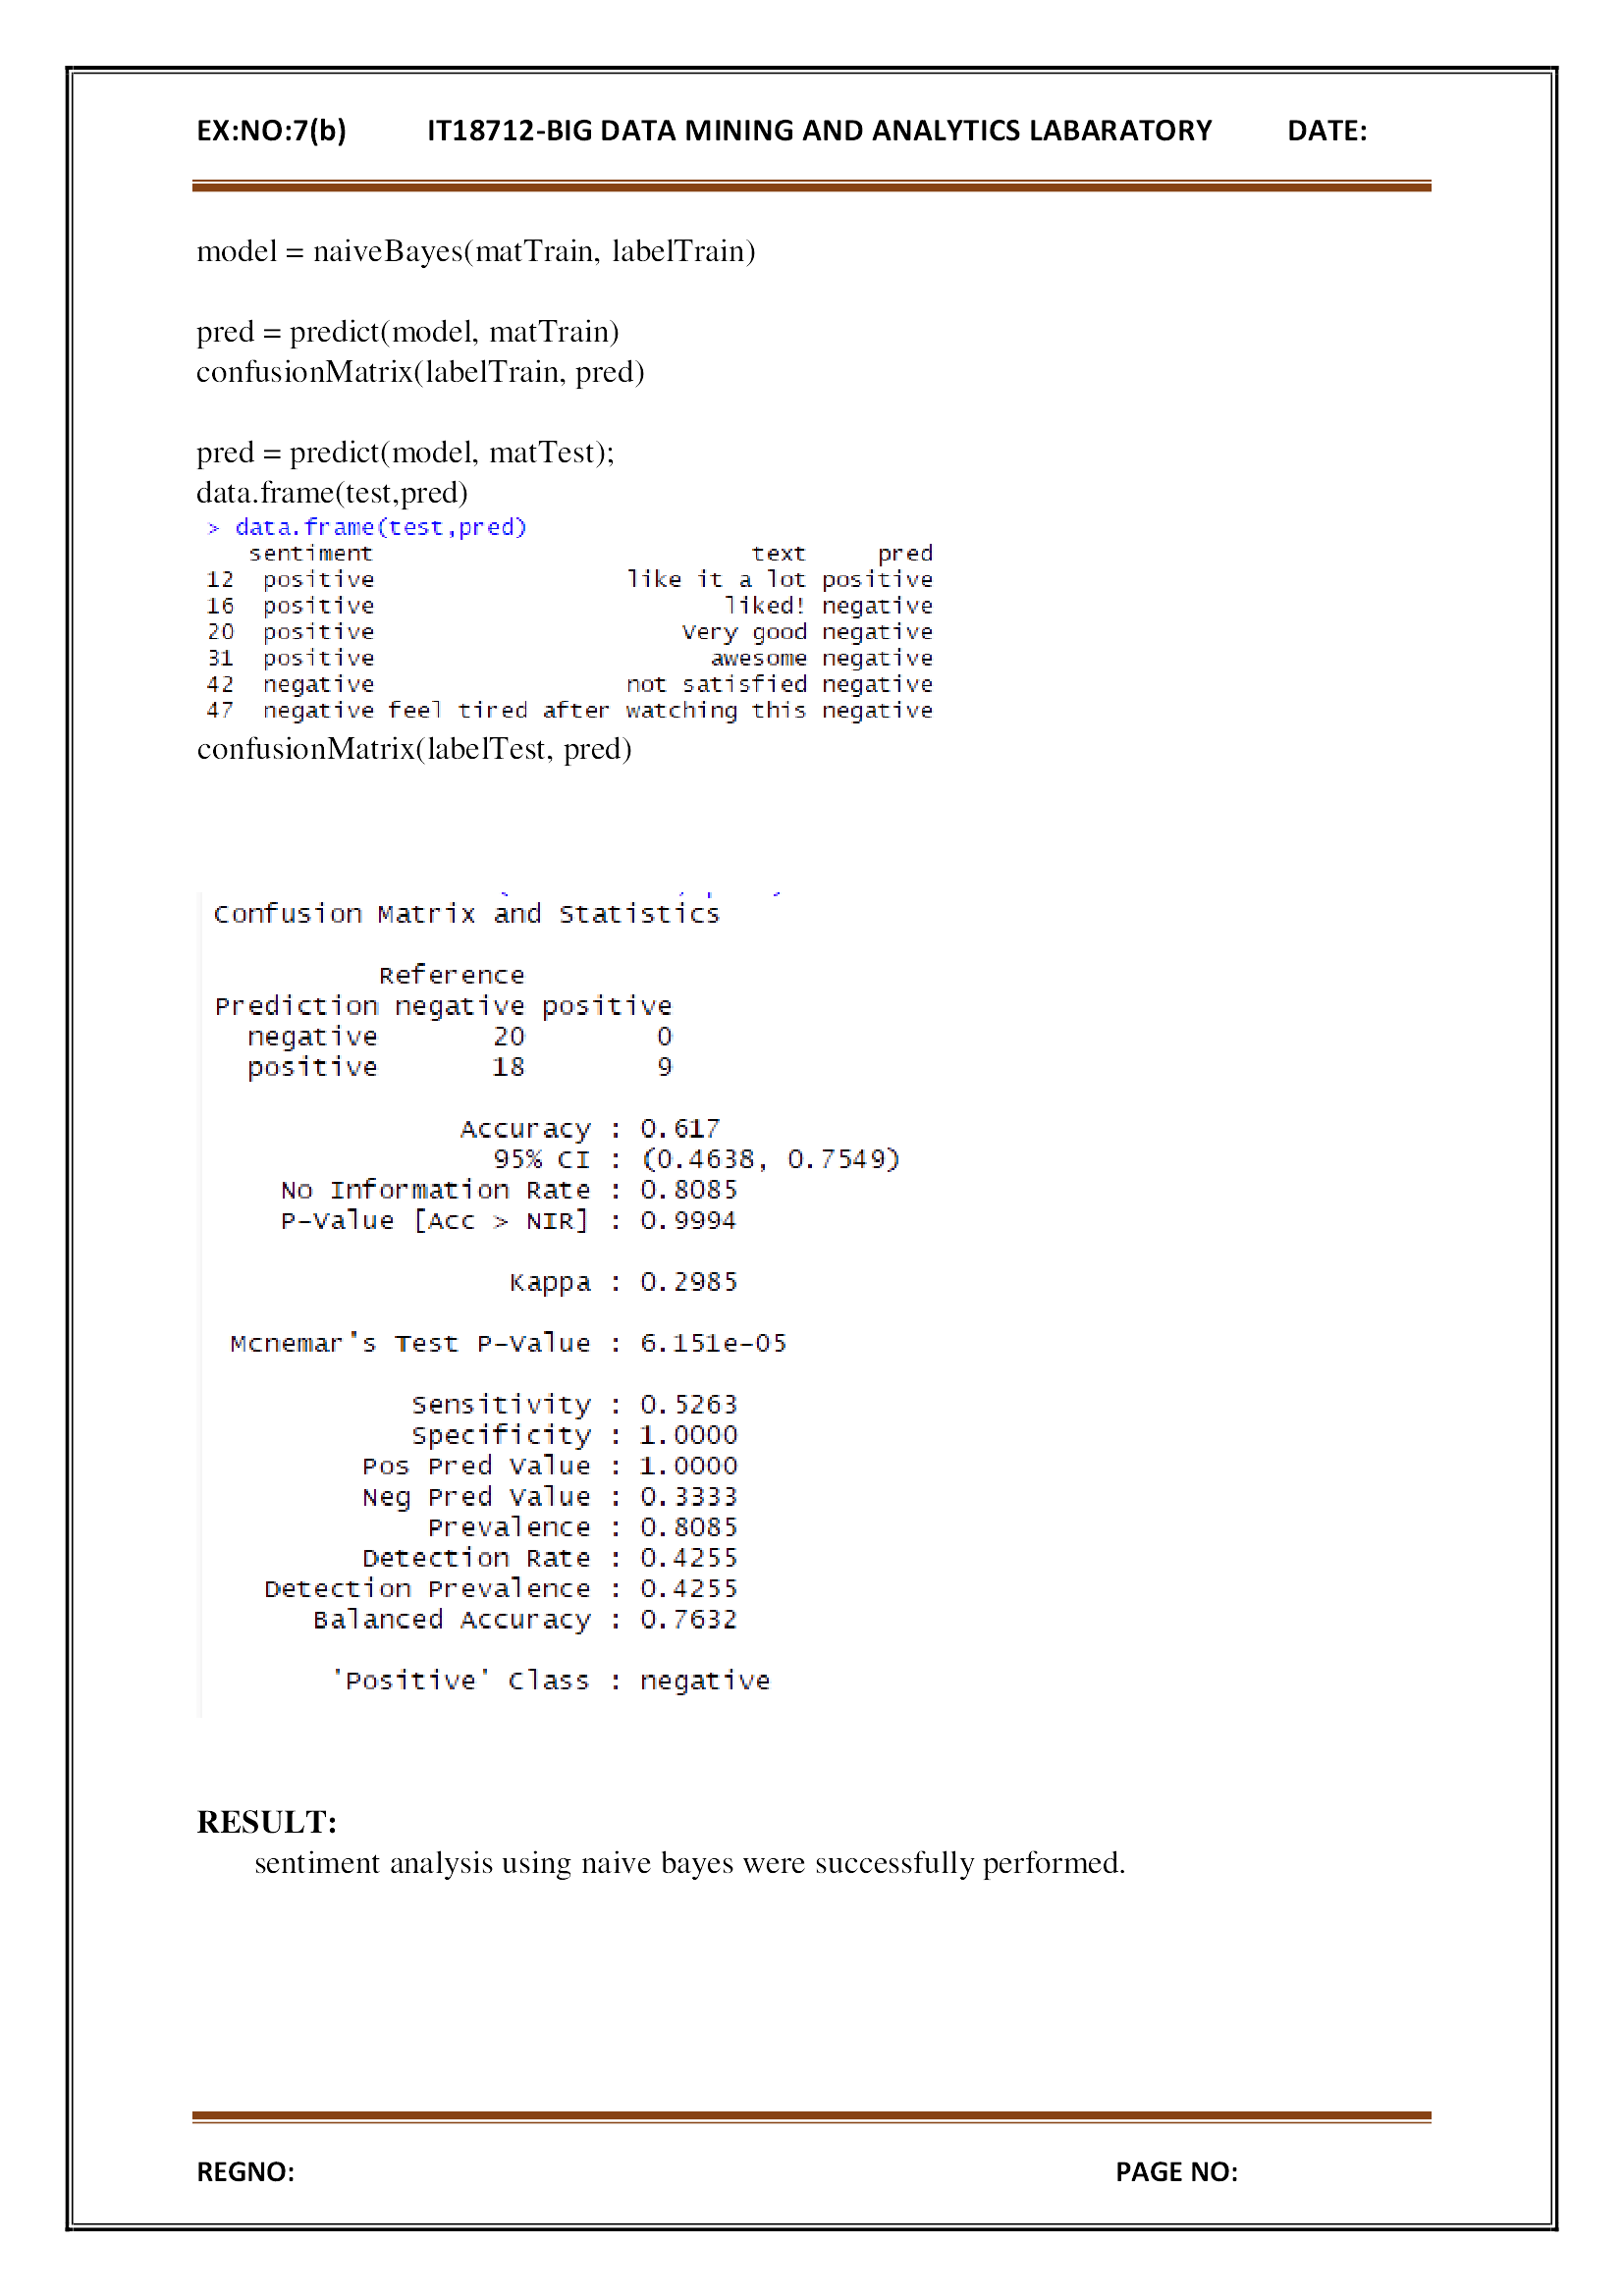 EX:NO:7(b) IT18712-BIG DATA MINING AND ANALYTICS LABARATORY DATE:
model = naiveBayes(matTrain, labelTrain)
pred = predict(model, matTrain)
confusionMatrix(labelTrain, pred)
pred = predict(model, matTest);
data.frame(test,pred)
> data.frame(test,pred)
sentiment text pred
12 positive like it a lot positive
16 positive liked! negative
20 positive Very good negative
31 positive awesome negative
42 negative not satisfied negative
47 negative feel tired after watching this negative
confusionMatrix(labelTest, pred)
Confusion Matrix and Statistics
Reference
Prediction negative positive
negative 20 0
positive 18 9
Accuracy : 0.617
95% CI : (0.4638, 0.7549)
No Information Rate : 0.8085
P-Value [Acc > NIR] : 0.9994
Kappa : 0.2985
Mcnemar's Test P-Value : 6.151e-05
Sensitivity : 0.5263
Specificity : 1.0000
Pos Pred Value : 1.0000
Neg Pred Value : 0.3333
Prevalence : 0.8085
Detection Rate : 0.4255
Detection Prevalence : 0.4255
Balanced Accuracy : 0.7632
'Positive' Class : negative
RESULT:
sentiment analysis using naive bayes were successfully performed.
REGNO: PAGE NO: